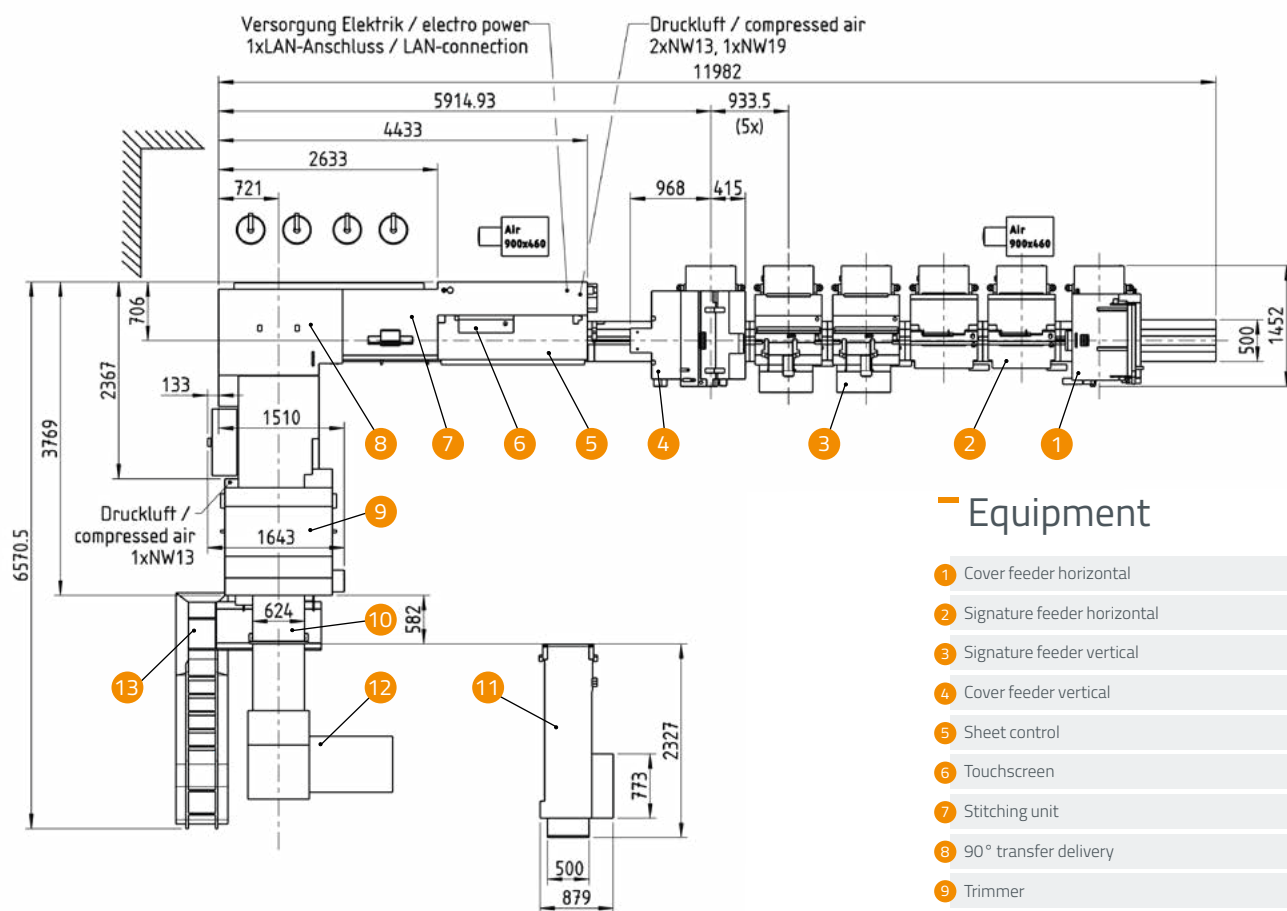 Versorgung Elektrik / electro power
1xLAN-Anschluss / LAN-connection
Druckluft / compressed air
2xNW13, 1xNW19
11982
5914.93
933.5
(5x)
4433
2633
721
968
415
Air
900x460
Air
900x460
706
2367
3769
6570.5
133
1510
500
1452
8
7
6
5
4
3
2
1
Druckluft /
compressed air
1xNW13
9
1643
624
10
582
13
12
11
2327
773
500
879
Equipment
1 Cover feeder horizontal
2 Signature feeder horizontal
3 Signature feeder vertical
4 Cover feeder vertical
5 Sheet control
6 Touchscreen
7 Stitching unit
8 90° transfer delivery
9 Trimmer